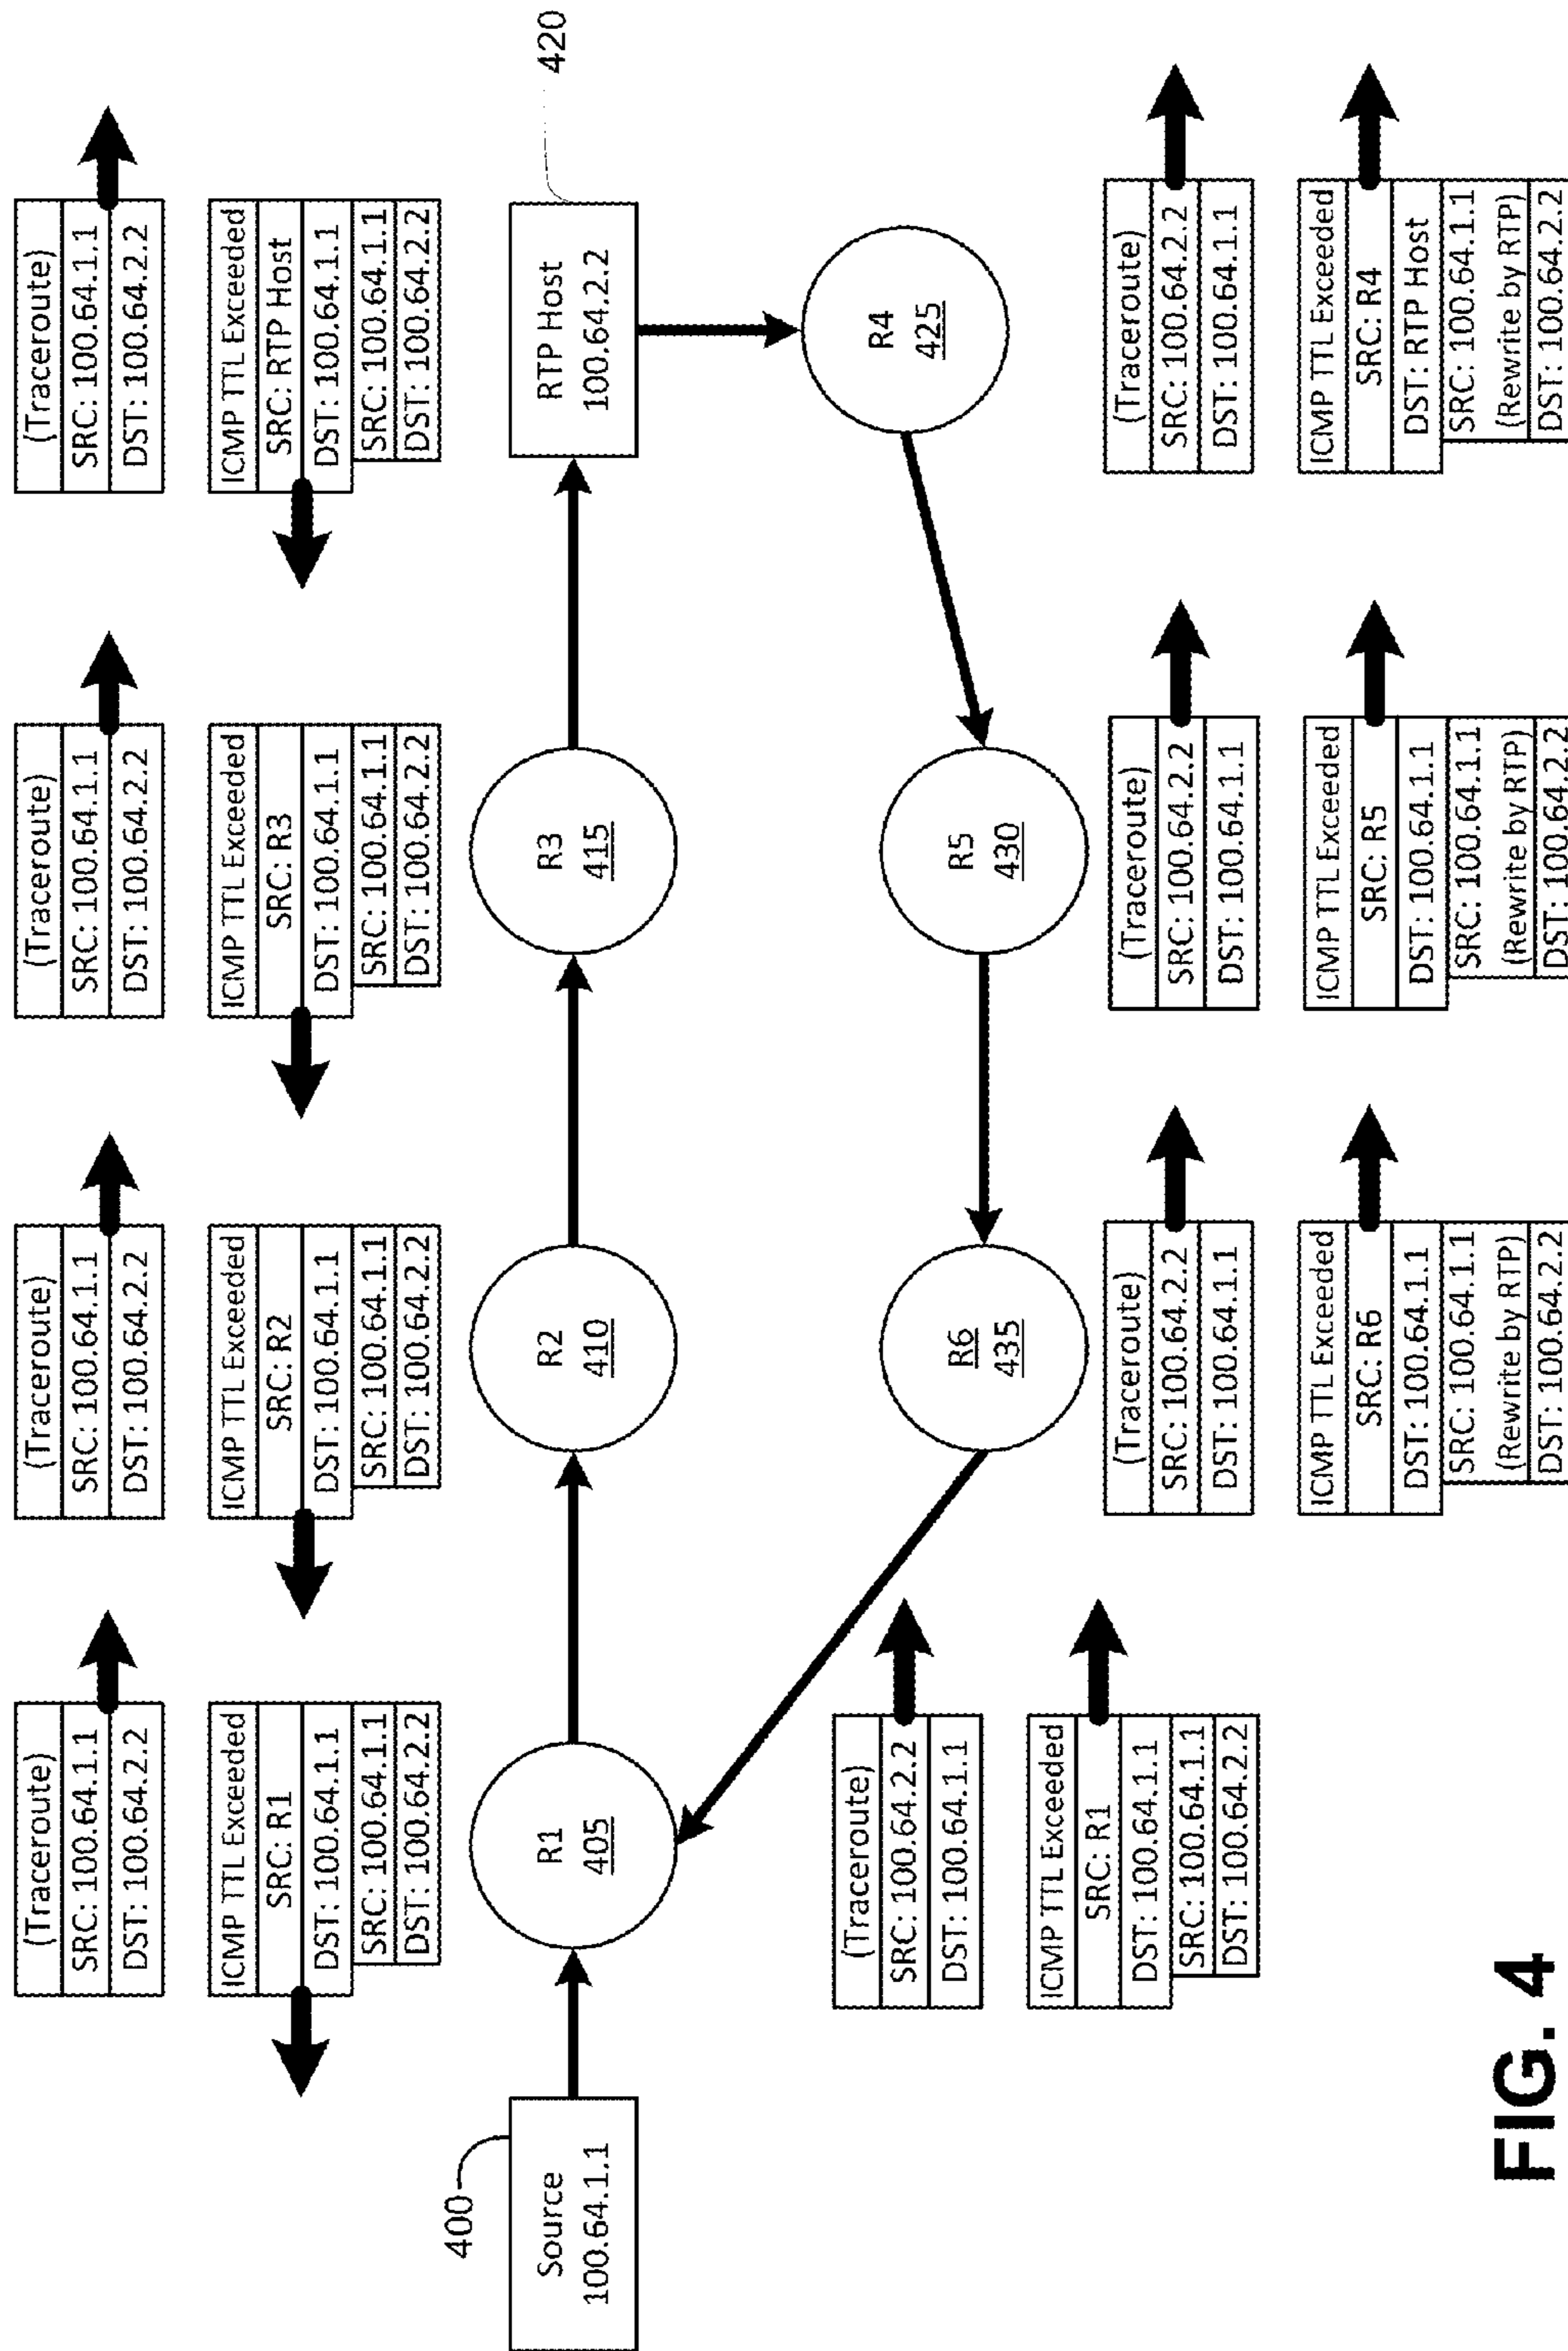 (Traceroute)
SRC: 100.64.1.1
DST: 100.64.2.2
(Traceroute)
SRC: 100.64.1.1
DST: 100.64.2.2
(Traceroute)
SRC: 100.64.1.1
DST: 100.64.2.2
(Traceroute)
SRC: 100.64.1.1
DST: 100.64.2.2
ICMP TTL Exceeded
SRC: R1
DST: 100.64.1.1
SRC: 100.64.1.1
DST: 100.64.2.2
ICMP TTL Exceeded
SRC: R2
DST: 100.64.1.1
SRC: 100.64.1.1
DST: 100.64.2.2
ICMP TTL Exceeded
SRC: R3
DST: 100.64.1.1
SRC: 100.64.1.1
DST: 100.64.2.2
ICMP TTL Exceeded
SRC: RTP Host
DST: 100.64.1.1
SRC: 100.64.1.1
DST: 100.64.2.2
400
Source
100.64.1.1
R1
405
R2
410
R3
415
RTP Host
100.64.2.2
420
R6
435
R5
430
R4
425
(Traceroute)
SRC: 100.64.2.2
DST: 100.64.1.1
ICMP TTL Exceeded
SRC: R1
DST: 100.64.1.1
SRC: 100.64.1.1
DST: 100.64.2.2
(Traceroute)
SRC: 100.64.2.2
DST: 100.64.1.1
ICMP TTL Exceeded
SRC: R6
DST: 100.64.1.1
SRC: 100.64.1.1
(Rewrite by RTP)
DST: 100.64.2.2
(Traceroute)
SRC: 100.64.2.2
DST: 100.64.1.1
ICMP TTL Exceeded
SRC: R5
DST: 100.64.1.1
SRC: 100.64.1.1
(Rewrite by RTP)
DST: 100.64.2.2
(Traceroute)
SRC: 100.64.2.2
DST: 100.64.1.1
ICMP TTL Exceeded
SRC: R4
DST: RTP Host
SRC: 100.64.1.1
(Rewrite by RTP)
DST: 100.64.2.2
FIG. 4